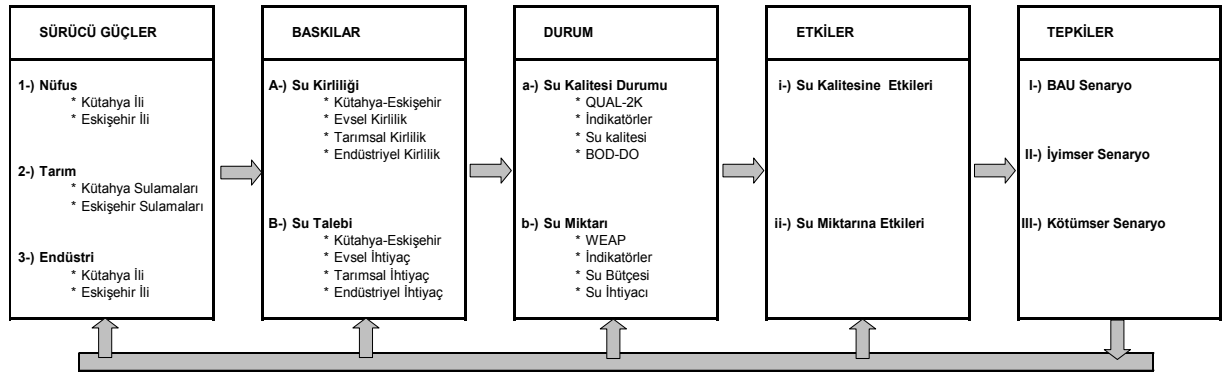 SÜRÜCÜ GÜÇLER
1-) Nüfus
* Kütahya İli
* Eskişehir İli
2-) Tarım
* Kütahya Sulamaları
* Eskişehir Sulamaları
3-) Endüstri
* Kütahya İli
* Eskişehir İli
BASKILAR
A-) Su Kirliliği
* Kütahya-Eskişehir
* Evsel Kirlilik
* Tarımsal Kirlilik
* Endüstriyel Kirlilik
B-) Su Talebi
* Kütahya-Eskişehir
* Evsel İhtiyaç
* Tarımsal İhtiyaç
* Endüstriyel İhtiyaç
DURUM
a-) Su Kalitesi Durumu
* QUAL-2K
* İndikatörler
* Su kalitesi
* BOD-DO
b-) Su Miktarı
* WEAP
* İndikatörler
* Su Bütçesi
* Su İhtiyacı
ETKİLER
i-) Su Kalitesine Etkileri
ii-) Su Miktarına Etkileri
TEPKİLER
I-) BAU Senaryo
II-) İyimser Senaryo
III-) Kötümser Senaryo